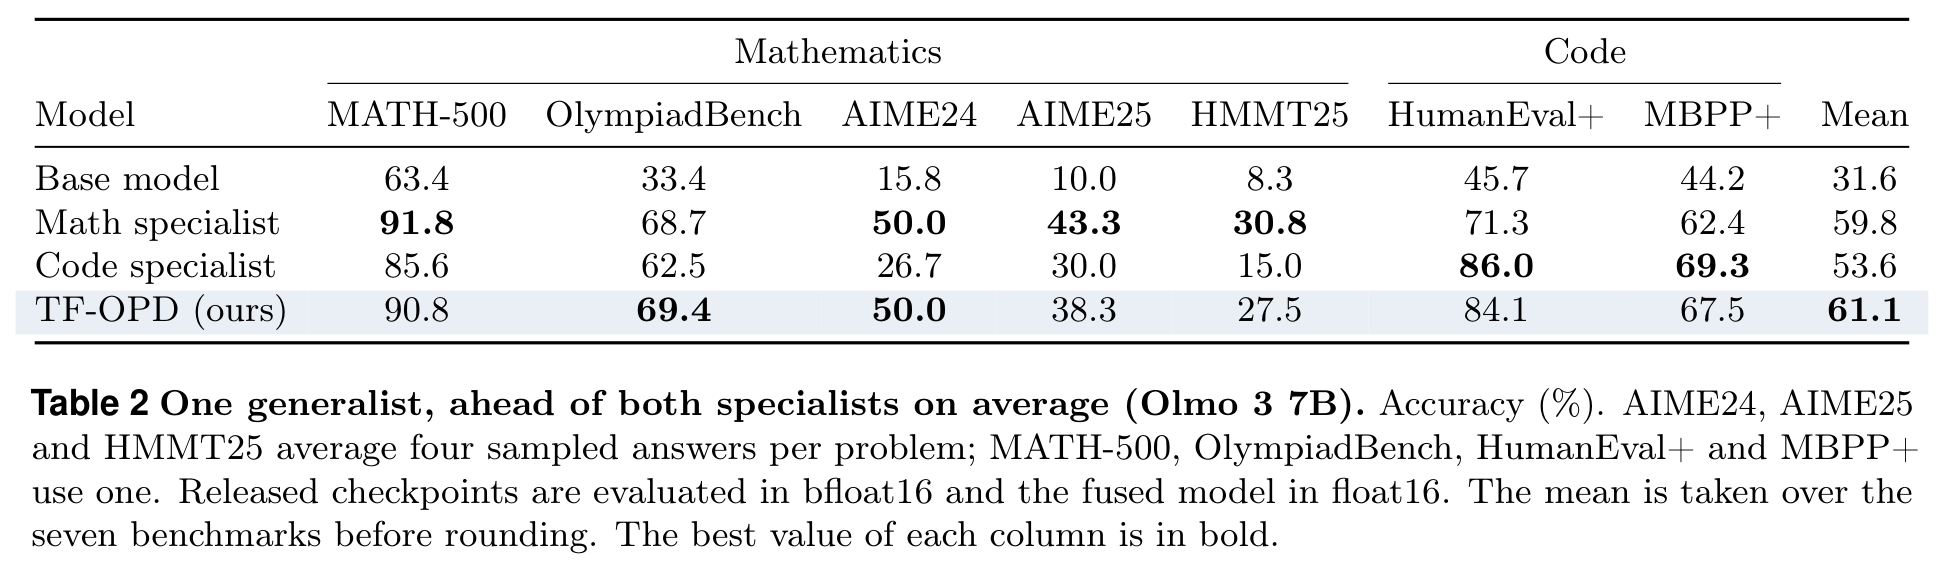 Mathematics Code
Model MATH-500 OlympiadBench AIME24 AIME25 HMMT25 HumanEval+ MBPP+ Mean
Base model 63.4 33.4 15.8 10.0 8.3 45.7 44.2 31.6
Math specialist 91.8 68.7 50.0 43.3 30.8 71.3 62.4 59.8
Code specialist 85.6 62.5 26.7 30.0 15.0 86.0 69.3 53.6
TF-OPD (ours) 90.8 69.4 50.0 38.3 27.5 84.1 67.5 61.1
Table 2 One generalist, ahead of both specialists on average (Olmo 3 7B). Accuracy (%). AIME24, AIME25
and HMMT25 average four sampled answers per problem; MATH-500, OlympiadBench, HumanEval+ and MBPP+
use one. Released checkpoints are evaluated in bfloat16 and the fused model in float16. The mean is taken over the
seven benchmarks before rounding. The best value of each column is in bold.